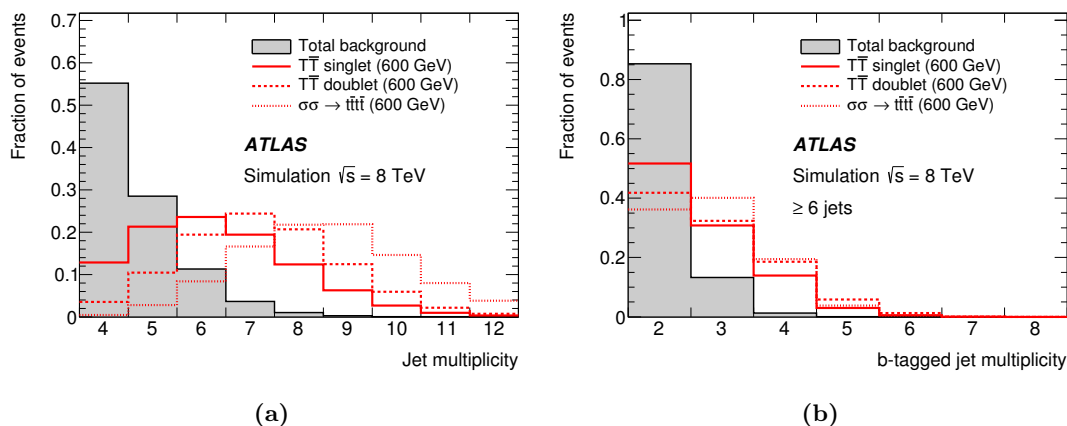 Fraction of events
0.7
0.6
0.5
0.4
0.3
0.2
0.1
0
Total background
TT̅ singlet (600 GeV)
TT̅ doublet (600 GeV)
σσ → tt̅tt̅ (600 GeV)
ATLAS
Simulation √s = 8 TeV
4 5 6 7 8 9 10 11 12
Jet multiplicity
(a)
Fraction of events
1
0.8
0.6
0.4
0.2
0
Total background
TT̅ singlet (600 GeV)
TT̅ doublet (600 GeV)
σσ → tt̅tt̅ (600 GeV)
ATLAS
Simulation √s = 8 TeV
≥ 6 jets
2 3 4 5 6 7 8
b-tagged jet multiplicity
(b)